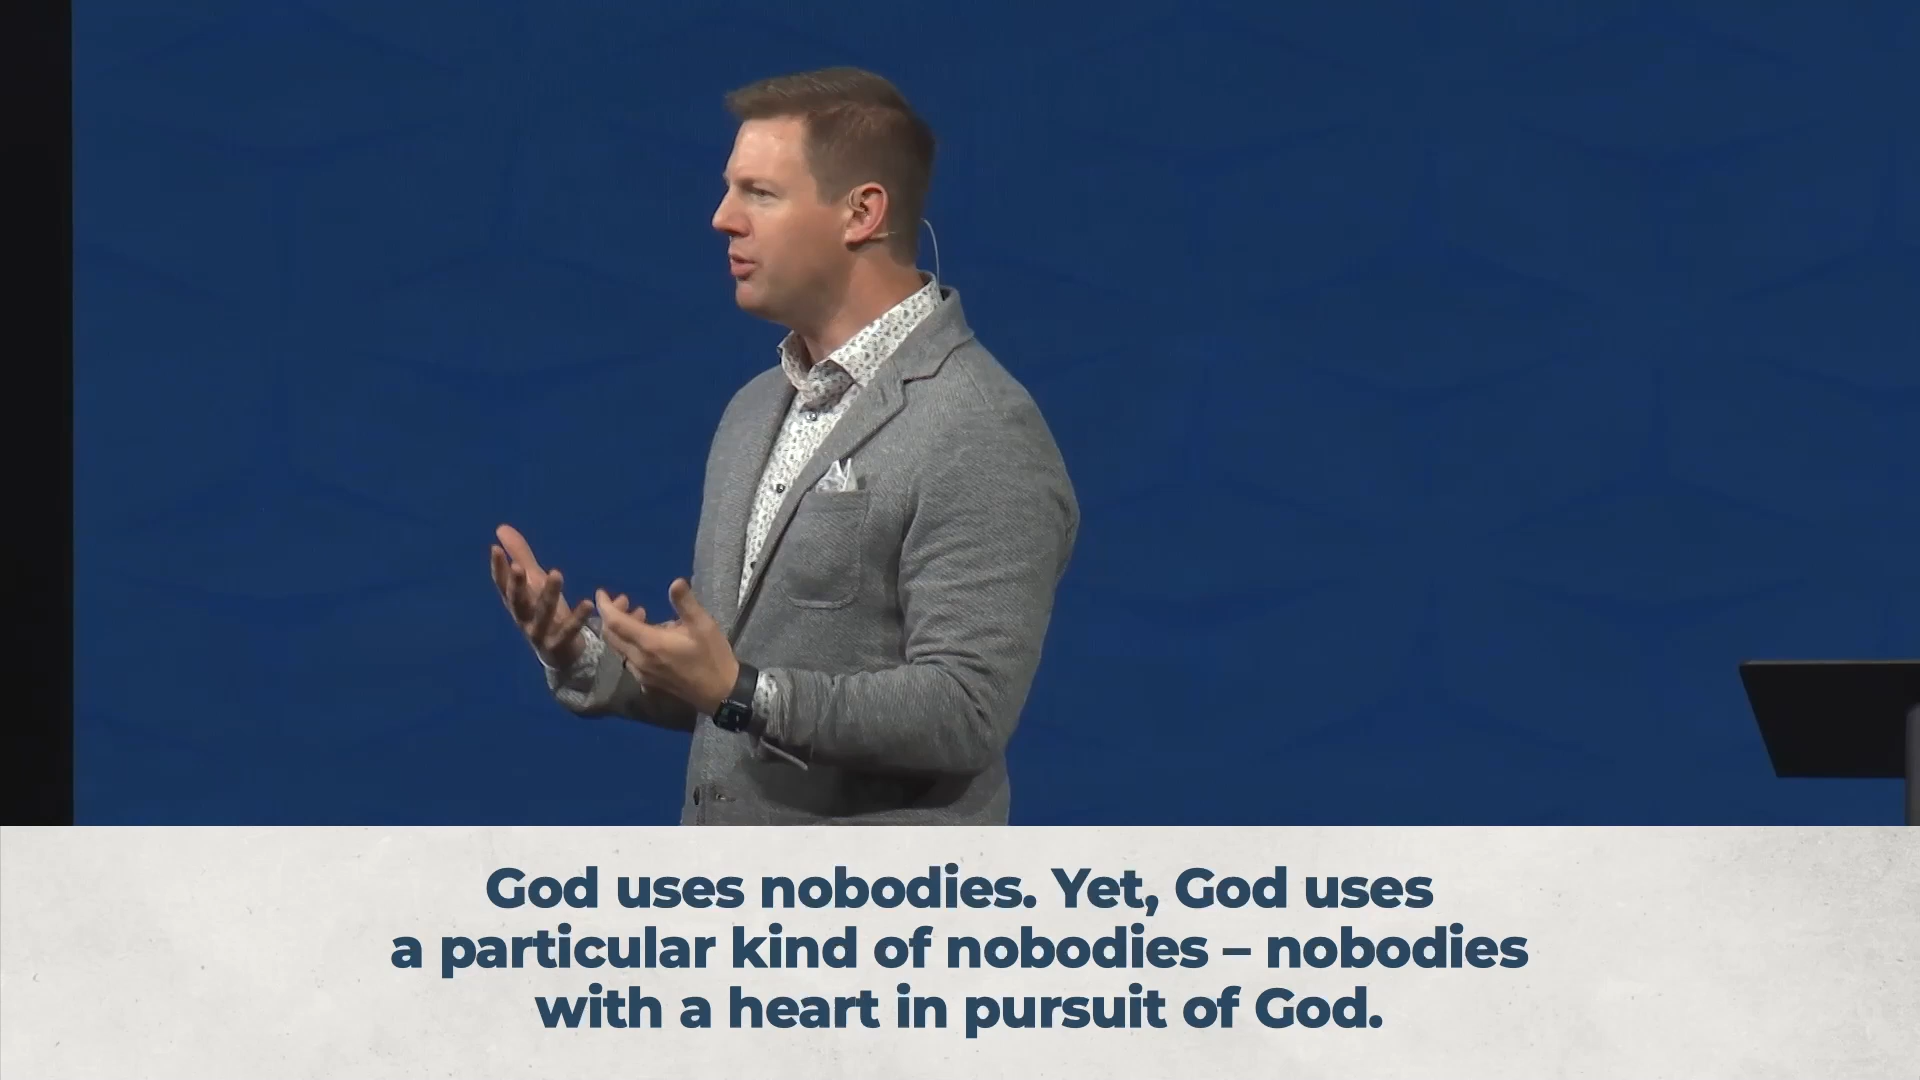 God uses nobodies. Yet, God uses
a particular kind of nobodies – nobodies
with a heart in pursuit of God.